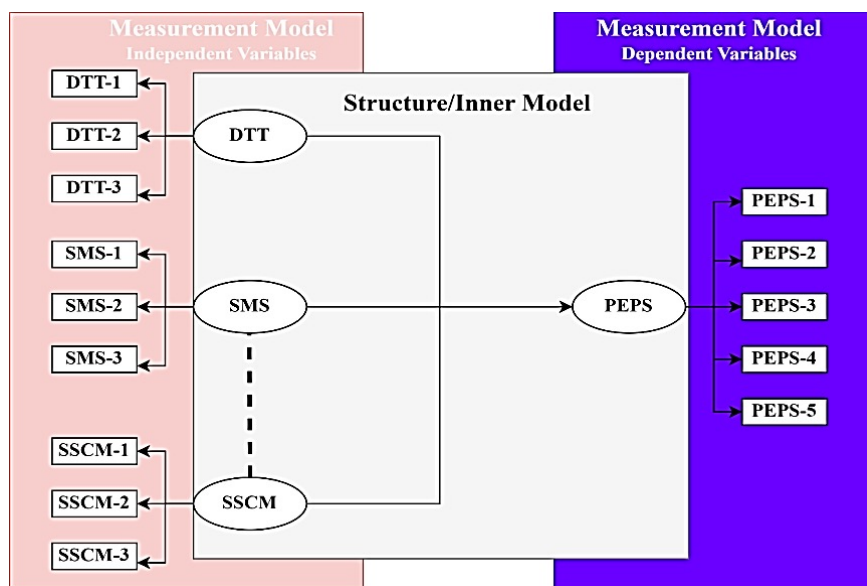 Measurement Model
Independent Variables
Measurement Model
Dependent Variables
Structure/Inner Model
DTT-1
DTT-2
DTT-3
DTT
SMS-1
SMS-2
SMS-3
SMS
SSCM-1
SSCM-2
SSCM-3
SSCM
PEPS
PEPS-1
PEPS-2
PEPS-3
PEPS-4
PEPS-5